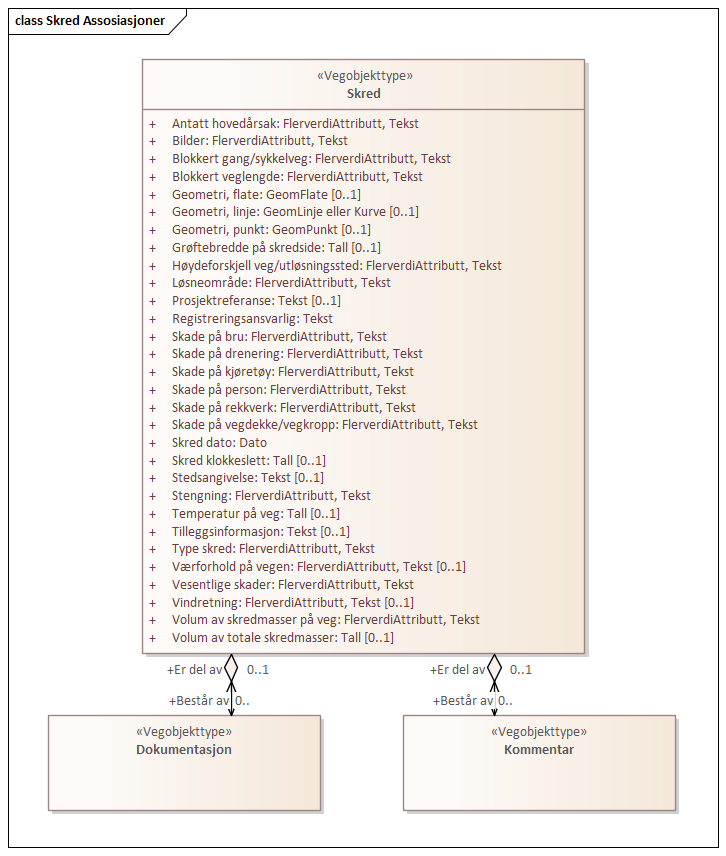 class Skred Assosiasjoner
«Vegobjekttype»
Skred
+ Antatt hovedårsak: FlerverdiAttributt, Tekst
+ Bilder: FlerverdiAttributt, Tekst
+ Blokkert gang/sykkelveg: FlerverdiAttributt, Tekst
+ Blokkert veglengde: FlerverdiAttributt, Tekst
+ Geometri, flate: GeomFlate [0..1]
+ Geometri, linje: GeomLinje eller Kurve [0..1]
+ Geometri, punkt: GeomPunkt [0..1]
+ Grøftebredde på skredside: Tall [0..1]
+ Høydeforskjell veg/utløsningssted: FlerverdiAttributt, Tekst
+ Løsneområde: FlerverdiAttributt, Tekst
+ Prosjektreferanse: Tekst [0..1]
+ Registreringsansvarlig: Tekst
+ Skade på bru: FlerverdiAttributt, Tekst
+ Skade på drenering: FlerverdiAttributt, Tekst
+ Skade på kjøretøy: FlerverdiAttributt, Tekst
+ Skade på person: FlerverdiAttributt, Tekst
+ Skade på rekkverk: FlerverdiAttributt, Tekst
+ Skade på vegdekke/vegkropp: FlerverdiAttributt, Tekst
+ Skred dato: Dato
+ Skred klokkeslett: Tall [0..1]
+ Stedsangivelse: Tekst [0..1]
+ Stengning: FlerverdiAttributt, Tekst
+ Temperatur på veg: Tall [0..1]
+ Tilleggsinformasjon: Tekst [0..1]
+ Type skred: FlerverdiAttributt, Tekst
+ Værforhold på vegen: FlerverdiAttributt, Tekst [0..1]
+ Vesentlige skader: FlerverdiAttributt, Tekst
+ Vindretning: FlerverdiAttributt, Tekst [0..1]
+ Volum av skredmasser på veg: FlerverdiAttributt, Tekst
+ Volum av totale skredmasser: Tall [0..1]
+Er del av 0..1 +Er del av 0..1
+Består av 0.. +Består av 0..
«Vegobjekttype»
Dokumentasjon
«Vegobjekttype»
Kommentar